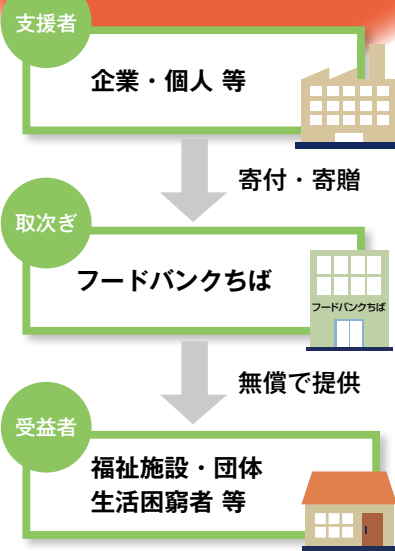 支援者
企業・個人 等
寄付・寄贈
取次ぎ
フードバンクちば
フードバンクちば
無償で提供
受益者
福祉施設・団体
生活困窮者 等